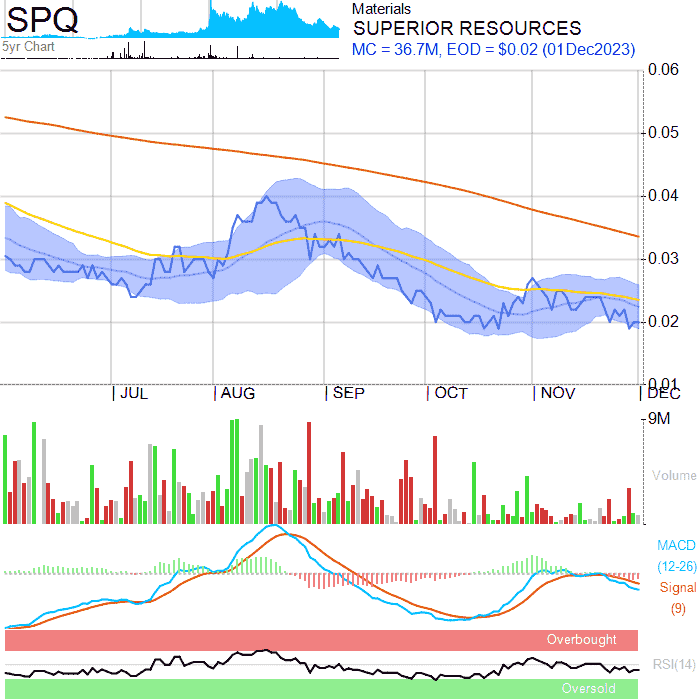 SPQ
5yr Chart
Materials
SUPERIOR RESOURCES
MC = 36.7M, EOD = $0.02 (01Dec2023)
0.06
0.05
0.04
0.03
0.02
0.01
JUL AUG SEP OCT NOV DEC
9M
Volume
MACD
(12-26)
Signal
(9)
Overbought
RSI(14)
Oversold